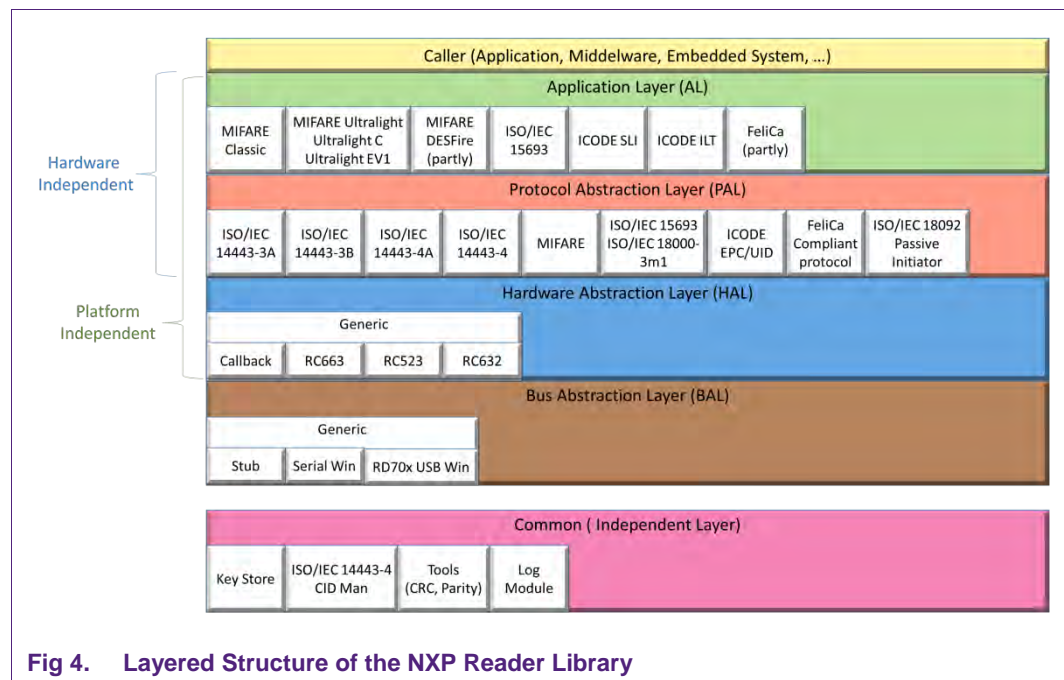 Caller (Application, Middelware, Embedded System, ...)
Application Layer (AL)
MIFARE
Classic
MIFARE Ultralight
Ultralight C
Ultralight EV1
MIFARE
DESFire
(partly)
ISO/IEC
15693
ICODE SLI
ICODE ILT
FeliCa
(partly)
Hardware
Independent
Protocol Abstraction Layer (PAL)
ISO/IEC
14443-3A
ISO/IEC
14443-3B
ISO/IEC
14443-4A
ISO/IEC
14443-4
MIFARE
ISO/IEC 15693
ISO/IEC 18000-
3m1
ICODE
EPC/UID
FeliCa
Compliant
protocol
ISO/IEC 18092
Passive
Initiator
Platform
Independent
Hardware Abstraction Layer (HAL)
Generic
Callback
RC663
RC523
RC632
Bus Abstraction Layer (BAL)
Generic
Stub
Serial Win
RD70x USB Win
Common ( Independent Layer)
Key Store
ISO/IEC 14443-4
CID Man
Tools
(CRC, Parity)
Log
Module
Fig 4. Layered Structure of the NXP Reader Library